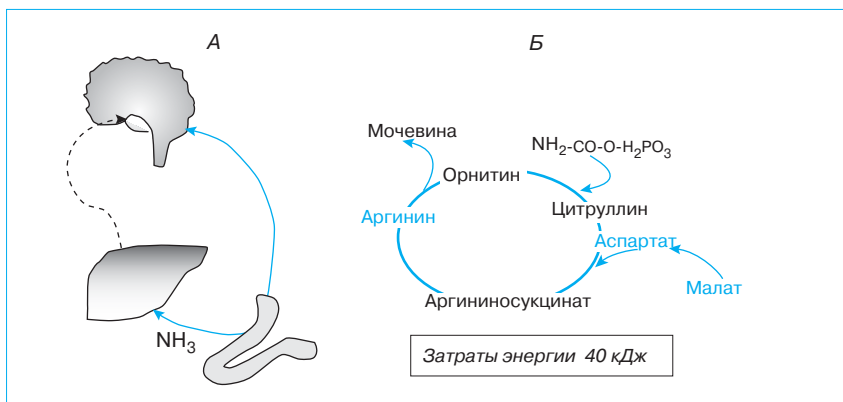 А
Б
Мочевина
NH₂-CO-O-H₂PO₃
Орнитин
Цитруллин
Аргинин
Аспартат
Малат
Аргининосукцинат
NH₃
Затраты энергии 40 кДж